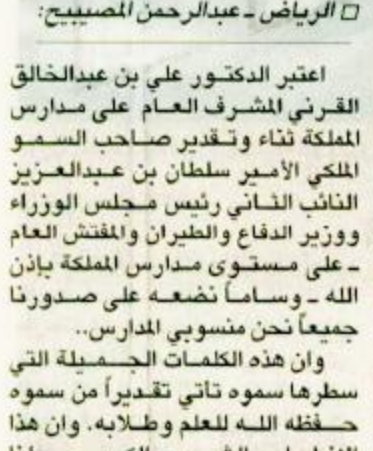 □ الرياض ـ عبدالرحمن المصيبيح:
اعتبر الدكتور علي بن عبدالخالق
القرني المشرف العام على مدارس
المملكة ثناء وتقدير صاحب السمو
الملكي الأمير سلطان بن عبدالعزيز
النائب الثاني رئيس مجلس الوزراء
ووزير الدفاع والطيران والمفتش العام
ـ على مستوى مدارس المملكة بإذن
الله ـ وساماً نضعه على صدورنا
جميعاً نحن منسوبي المدارس..
وان هذه الكلمات الجميلة التي
سطرها سموه تاتي تقديراً من سموه
حفظه الله للعلم وطلابه. وان هذا